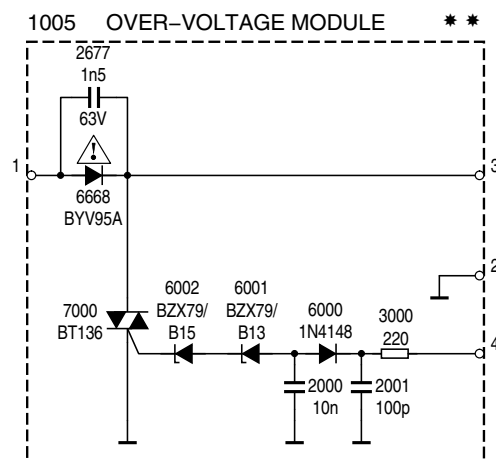 1005 OVER–VOLTAGE MODULE * *
2677
1n5
63V
!
1
3
6668
BYV95A
2
7000
BT136
6002
BZX79/
B15
6001
BZX79/
B13
6000
1N4148
3000
220
4
2000
10n
2001
100p